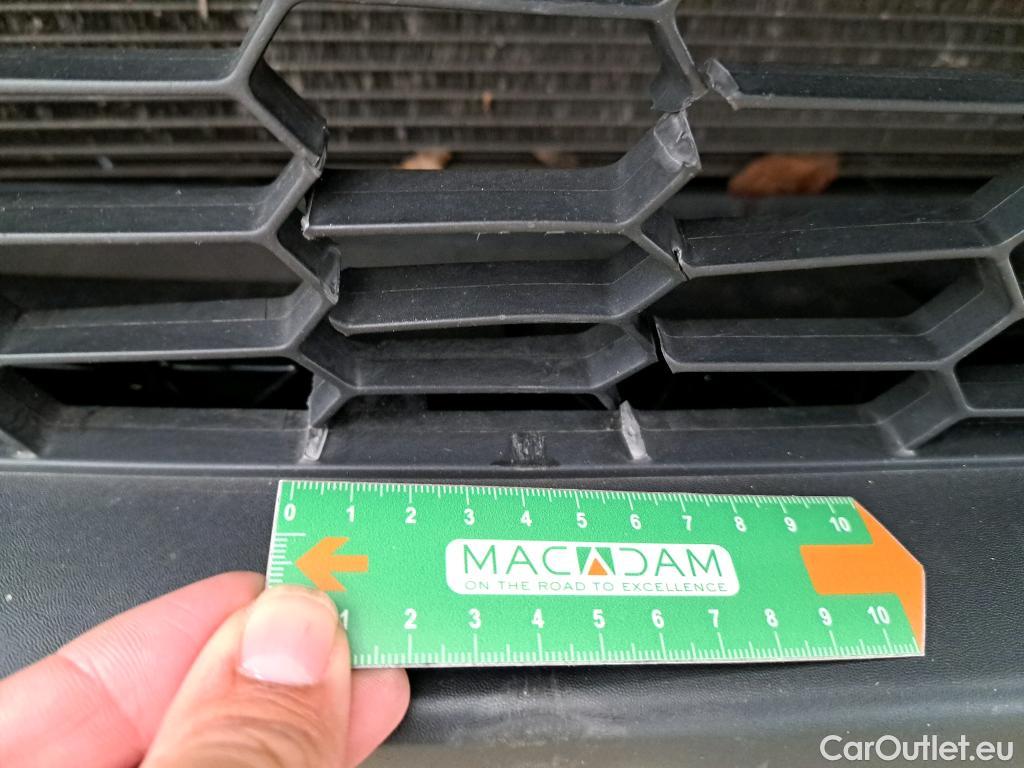 0 1 2 3 4 5 6 7 8 9 10
MACADAM
ON THE ROAD TO EXCELLENCE
1 2 3 4 5 6 7 8 9 10
CarOutlet.eu